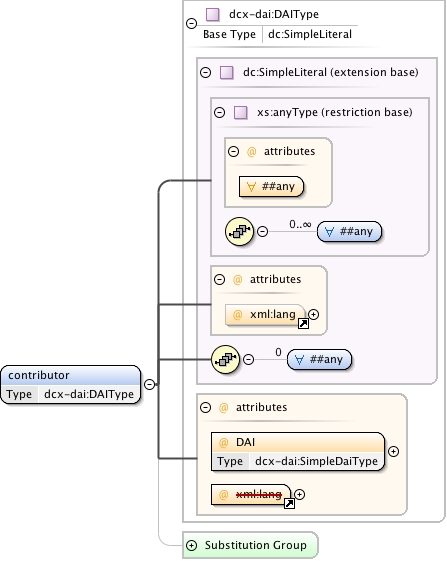 dcx-dai:DAIType
Base Type dc:SimpleLiteral
dc:SimpleLiteral (extension base)
xs:anyType (restriction base)
@ attributes
∀ ##any
0..∞ ∀ ##any
@ attributes
@ xml:lang
0 ∀ ##any
contributor
Type dcx-dai:DAIType
@ attributes
@ DAI
Type dcx-dai:SimpleDaiType
@ xml:lang
Substitution Group